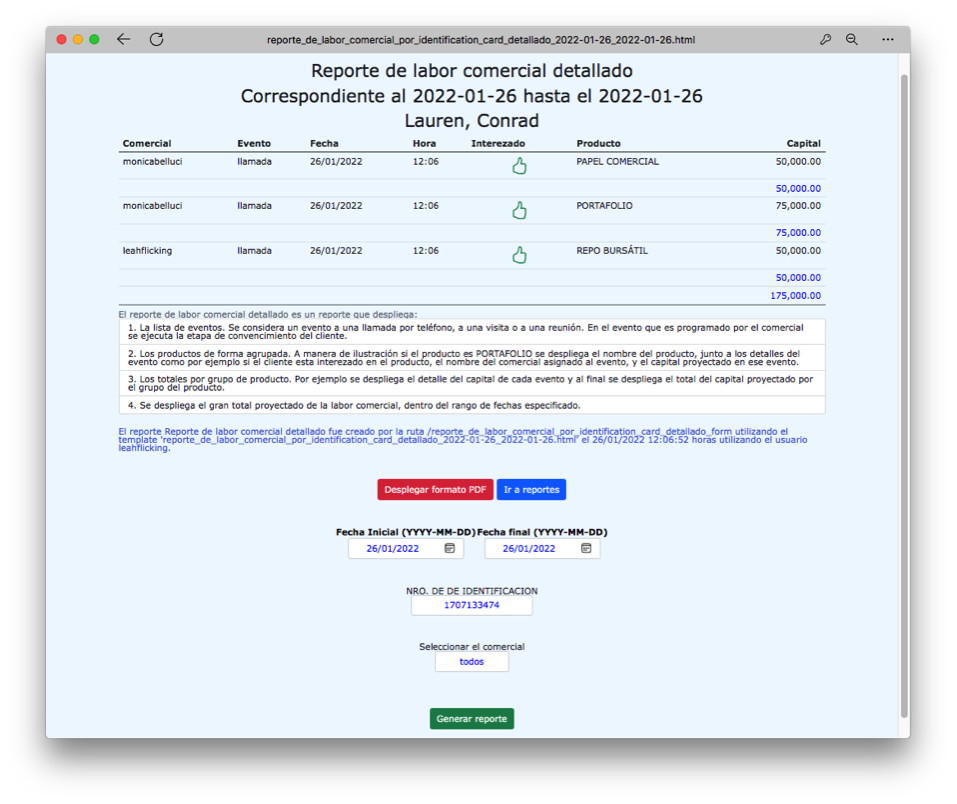 reporte_de_labor_comercial_por_identification_card_detallado_2022-01-26_2022-01-26.html
Reporte de labor comercial detallado
Correspondiente al 2022-01-26 hasta el 2022-01-26
Lauren, Conrad
Comercial Evento Fecha Hora Interezado Producto Capital
monicabelluci llamada 26/01/2022 12:06 PAPEL COMERCIAL 50,000.00
50,000.00
monicabelluci llamada 26/01/2022 12:06 PORTAFOLIO 75,000.00
75,000.00
leahflicking llamada 26/01/2022 12:06 REPO BURSÁTIL 50,000.00
50,000.00
175,000.00
El reporte de labor comercial detallado es un reporte que despliega:
1. La lista de eventos. Se considera un evento a una llamada por teléfono, a una visita o a una reunión. En el evento que es programado por el comercial
se ejecuta la etapa de convencimiento del cliente.
2. Los productos de forma agrupada. A manera de ilustración si el producto es PORTAFOLIO se despliega el nombre del producto, junto a los detalles del
evento como por ejemplo si el cliente esta interezado en el producto, el nombre del comercial asignado al evento, y el capital proyectado en ese evento.
3. Los totales por grupo de producto. Por ejemplo se despliega el detalle del capital de cada evento y al final se despliega el total del capital proyectado por
el grupo del producto.
4. Se despliega el gran total proyectado de la labor comercial, dentro del rango de fechas especificado.
El reporte Reporte de labor comercial detallado fue creado por la ruta /reporte_de_labor_comercial_por_identification_card_detallado_form utilizando el
template 'reporte_de_labor_comercial_por_identification_card_detallado_2022-01-26_2022-01-26.html' el 26/01/2022 12:06:52 horas utilizando el usuario
leahflicking.
Desplegar formato PDF Ir a reportes
Fecha Inicial (YYYY-MM-DD) Fecha final (YYYY-MM-DD)
26/01/2022 26/01/2022
NRO. DE DE IDENTIFICACION
1707133474
Seleccionar el comercial
todos
Generar reporte